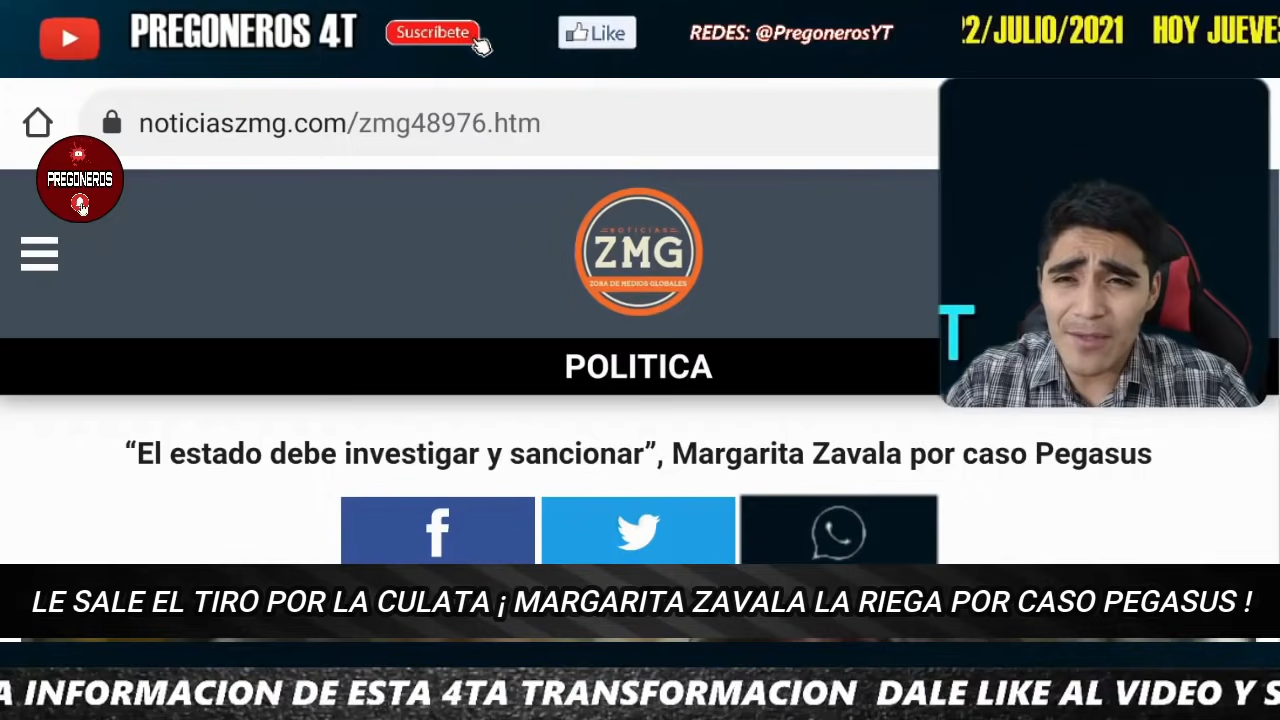 PREGONEROS 4T
Suscríbete
Like
REDES: @PregonerosYT
22/JULIO/2021 HOY JUEVES
noticiaszmg.com/zmg48976.htm
PREGONEROS
NOTICIAS
ZMG
ZONA DE MEDIOS GLOBALES
T
POLITICA
“El estado debe investigar y sancionar”, Margarita Zavala por caso Pegasus
LE SALE EL TIRO POR LA CULATA ¡ MARGARITA ZAVALA LA RIEGA POR CASO PEGASUS !
A INFORMACION DE ESTA 4TA TRANSFORMACION DALE LIKE AL VIDEO Y S